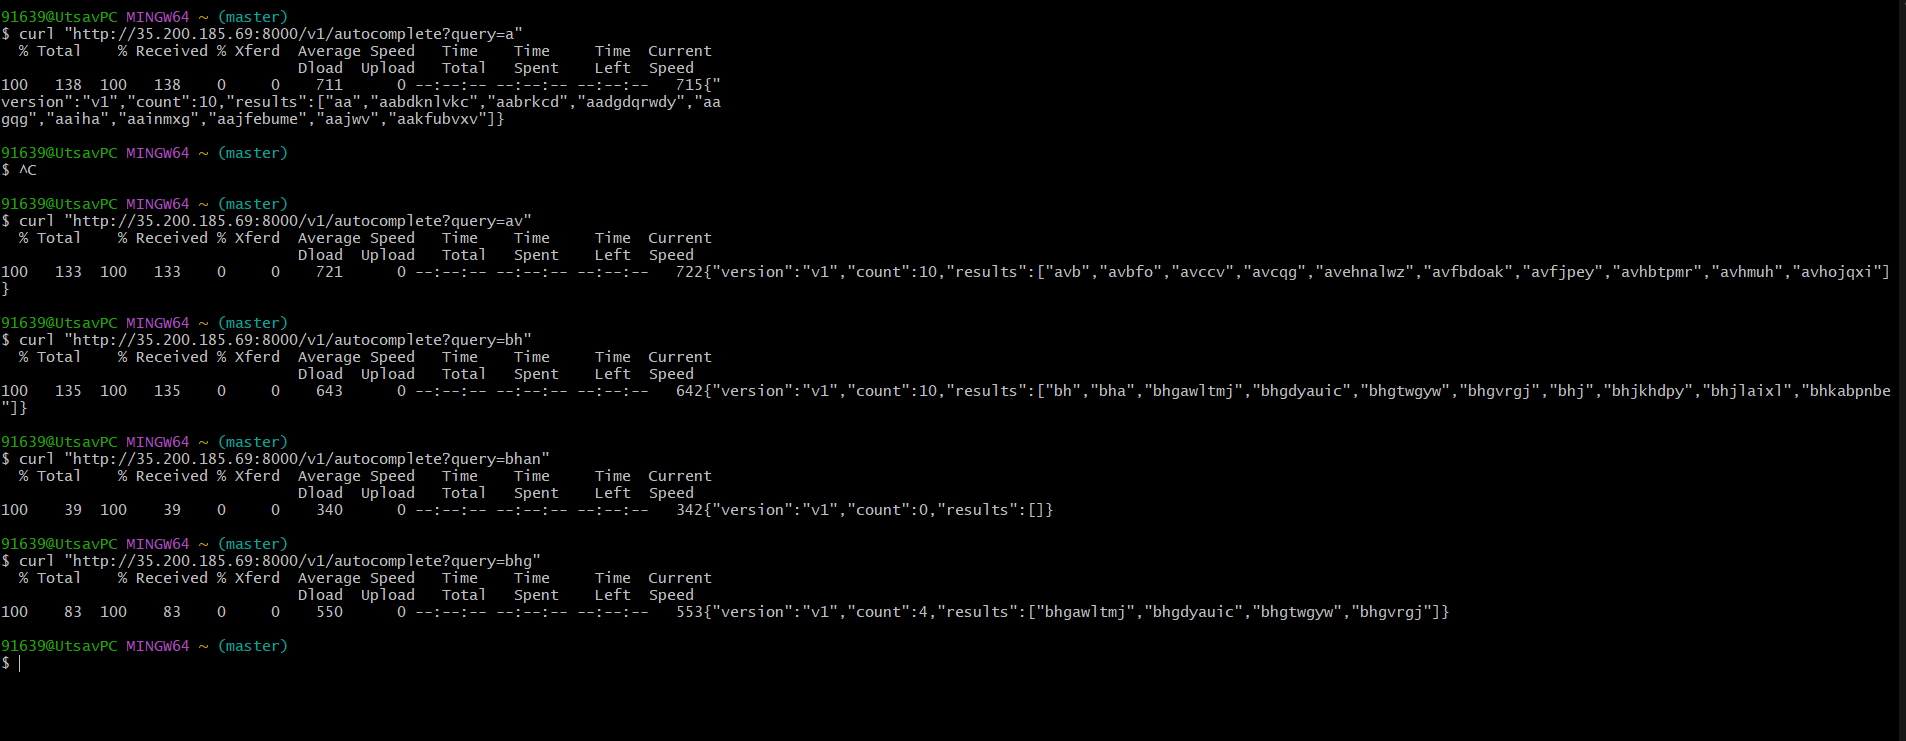 91639@UtsavPC MINGW64 ~ (master)
$ curl "http://35.200.185.69:8000/v1/autocomplete?query=a"
  % Total    % Received % Xferd  Average Speed   Time    Time     Time  Current
                                 Dload  Upload   Total   Spent    Left  Speed
100   138  100   138    0     0    711      0 --:--:-- --:--:-- --:--:--   715{"
version":"v1","count":10,"results":["aa","aabdknlvkc","aabrkcd","aadgdqrwdy","aa
gqg","aaiha","aainmxg","aajfebume","aajwv","aakfubvxv"]}
91639@UtsavPC MINGW64 ~ (master)
$ ^C
91639@UtsavPC MINGW64 ~ (master)
$ curl "http://35.200.185.69:8000/v1/autocomplete?query=av"
  % Total    % Received % Xferd  Average Speed   Time    Time     Time  Current
                                 Dload  Upload   Total   Spent    Left  Speed
100   133  100   133    0     0    721      0 --:--:-- --:--:-- --:--:--   722{"version":"v1","count":10,"results":["avb","avbfo","avccv","avcqg","avehnalwz","avfbdoak","avfjpey","avhbtpmr","avhmuh","avhojqxi"]
}
91639@UtsavPC MINGW64 ~ (master)
$ curl "http://35.200.185.69:8000/v1/autocomplete?query=bh"
  % Total    % Received % Xferd  Average Speed   Time    Time     Time  Current
                                 Dload  Upload   Total   Spent    Left  Speed
100   135  100   135    0     0    643      0 --:--:-- --:--:-- --:--:--   642{"version":"v1","count":10,"results":["bh","bha","bhgawltmj","bhgdyauic","bhgtwgyw","bhgvrgj","bhj","bhjkhdpy","bhjlaixl","bhkabpnbe
"]}
91639@UtsavPC MINGW64 ~ (master)
$ curl "http://35.200.185.69:8000/v1/autocomplete?query=bhan"
  % Total    % Received % Xferd  Average Speed   Time    Time     Time  Current
                                 Dload  Upload   Total   Spent    Left  Speed
100    39  100    39    0     0    340      0 --:--:-- --:--:-- --:--:--   342{"version":"v1","count":0,"results":[]}
91639@UtsavPC MINGW64 ~ (master)
$ curl "http://35.200.185.69:8000/v1/autocomplete?query=bhg"
  % Total    % Received % Xferd  Average Speed   Time    Time     Time  Current
                                 Dload  Upload   Total   Spent    Left  Speed
100    83  100    83    0     0    550      0 --:--:-- --:--:-- --:--:--   553{"version":"v1","count":4,"results":["bhgawltmj","bhgdyauic","bhgtwgyw","bhgvrgj"]}
91639@UtsavPC MINGW64 ~ (master)
$